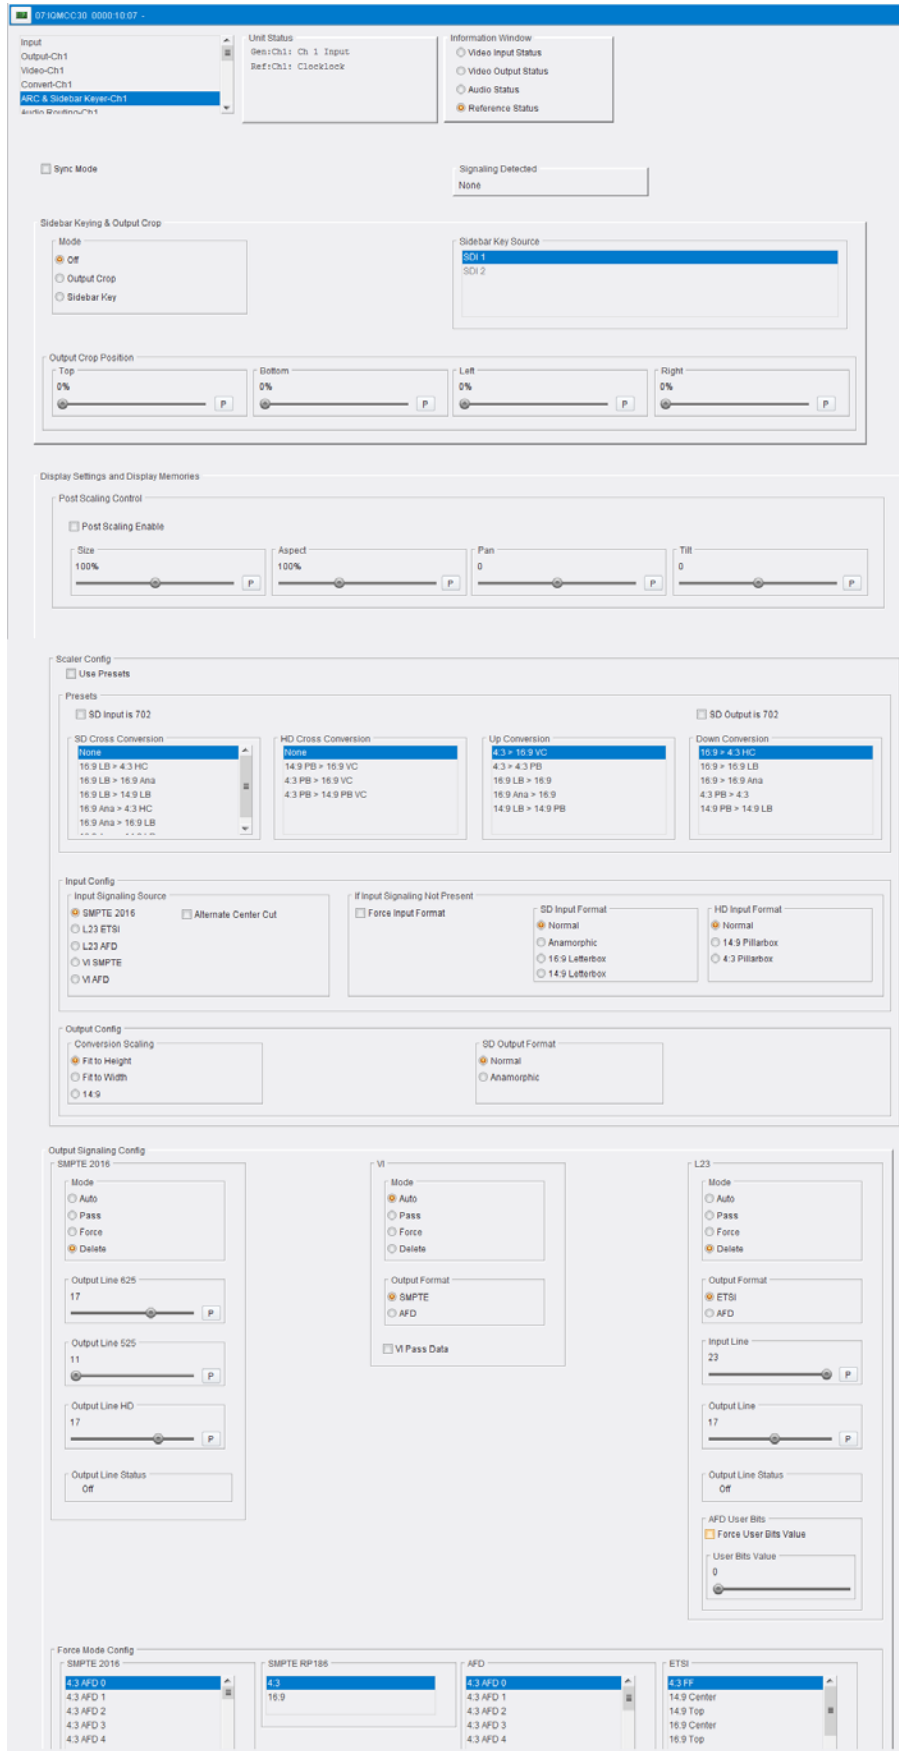 07:IQMCC30 0000:10:07 -
Input
Output-Ch1
Video-Ch1
Convert-Ch1
ARC & Sidebar Keyer-Ch1
Audio Routing-Ch1
Unit Status
Gen:Ch1: Ch 1 Input
Ref:Ch1: Clocklock
Information Window
Video Input Status
Video Output Status
Audio Status
Reference Status
Sync Mode
Signaling Detected
None
Sidebar Keying & Output Crop
Mode
Off
Output Crop
Sidebar Key
Sidebar Key Source
SDI 1
SDI 2
Output Crop Position
Top
0%
P
Bottom
0%
P
Left
0%
P
Right
0%
P
Display Settings and Display Memories
Post Scaling Control
Post Scaling Enable
Size
100%
P
Aspect
100%
P
Pan
0
P
Tilt
0
P
Scaler Config
Use Presets
Presets
SD Input is 702
SD Output is 702
SD Cross Conversion
None
16:9 LB > 4:3 HC
16:9 LB > 16:9 Ana
16:9 LB > 14:9 LB
16:9 Ana > 4:3 HC
16:9 Ana > 16:9 LB
HD Cross Conversion
None
14:9 PB > 16:9 VC
4:3 PB > 16:9 VC
4:3 PB > 14:9 PB VC
Up Conversion
4:3 > 16:9 VC
4:3 > 4:3 PB
16:9 LB > 16:9
16:9 Ana > 16:9
14:9 LB > 14:9 PB
Down Conversion
16:9 > 4:3 HC
16:9 > 16:9 LB
16:9 > 16:9 Ana
4:3 PB > 4:3
14:9 PB > 14:9 LB
Input Config
Input Signaling Source
SMPTE 2016
L23 ETSI
L23 AFD
VI SMPTE
VI AFD
Alternate Center Cut
If Input Signaling Not Present
Force Input Format
SD Input Format
Normal
Anamorphic
16:9 Letterbox
14:9 Letterbox
HD Input Format
Normal
14:9 Pillarbox
4:3 Pillarbox
Output Config
Conversion Scaling
Fit to Height
Fit to Width
14:9
SD Output Format
Normal
Anamorphic
Output Signaling Config
SMPTE 2016
Mode
Auto
Pass
Force
Delete
Output Line 625
17
P
Output Line 525
11
P
Output Line HD
17
P
Output Line Status
Off
VI
Mode
Auto
Pass
Force
Delete
Output Format
SMPTE
AFD
VI Pass Data
L23
Mode
Auto
Pass
Force
Delete
Output Format
ETSI
AFD
Input Line
23
P
Output Line
17
P
Output Line Status
Off
AFD User Bits
Force User Bits Value
User Bits Value
0
Force Mode Config
SMPTE 2016
4:3 AFD 0
4:3 AFD 1
4:3 AFD 2
4:3 AFD 3
4:3 AFD 4
SMPTE RP186
4:3
16:9
AFD
4:3 AFD 0
4:3 AFD 1
4:3 AFD 2
4:3 AFD 3
4:3 AFD 4
ETSI
4:3 FF
14:9 Center
14:9 Top
16:9 Center
16:9 Top